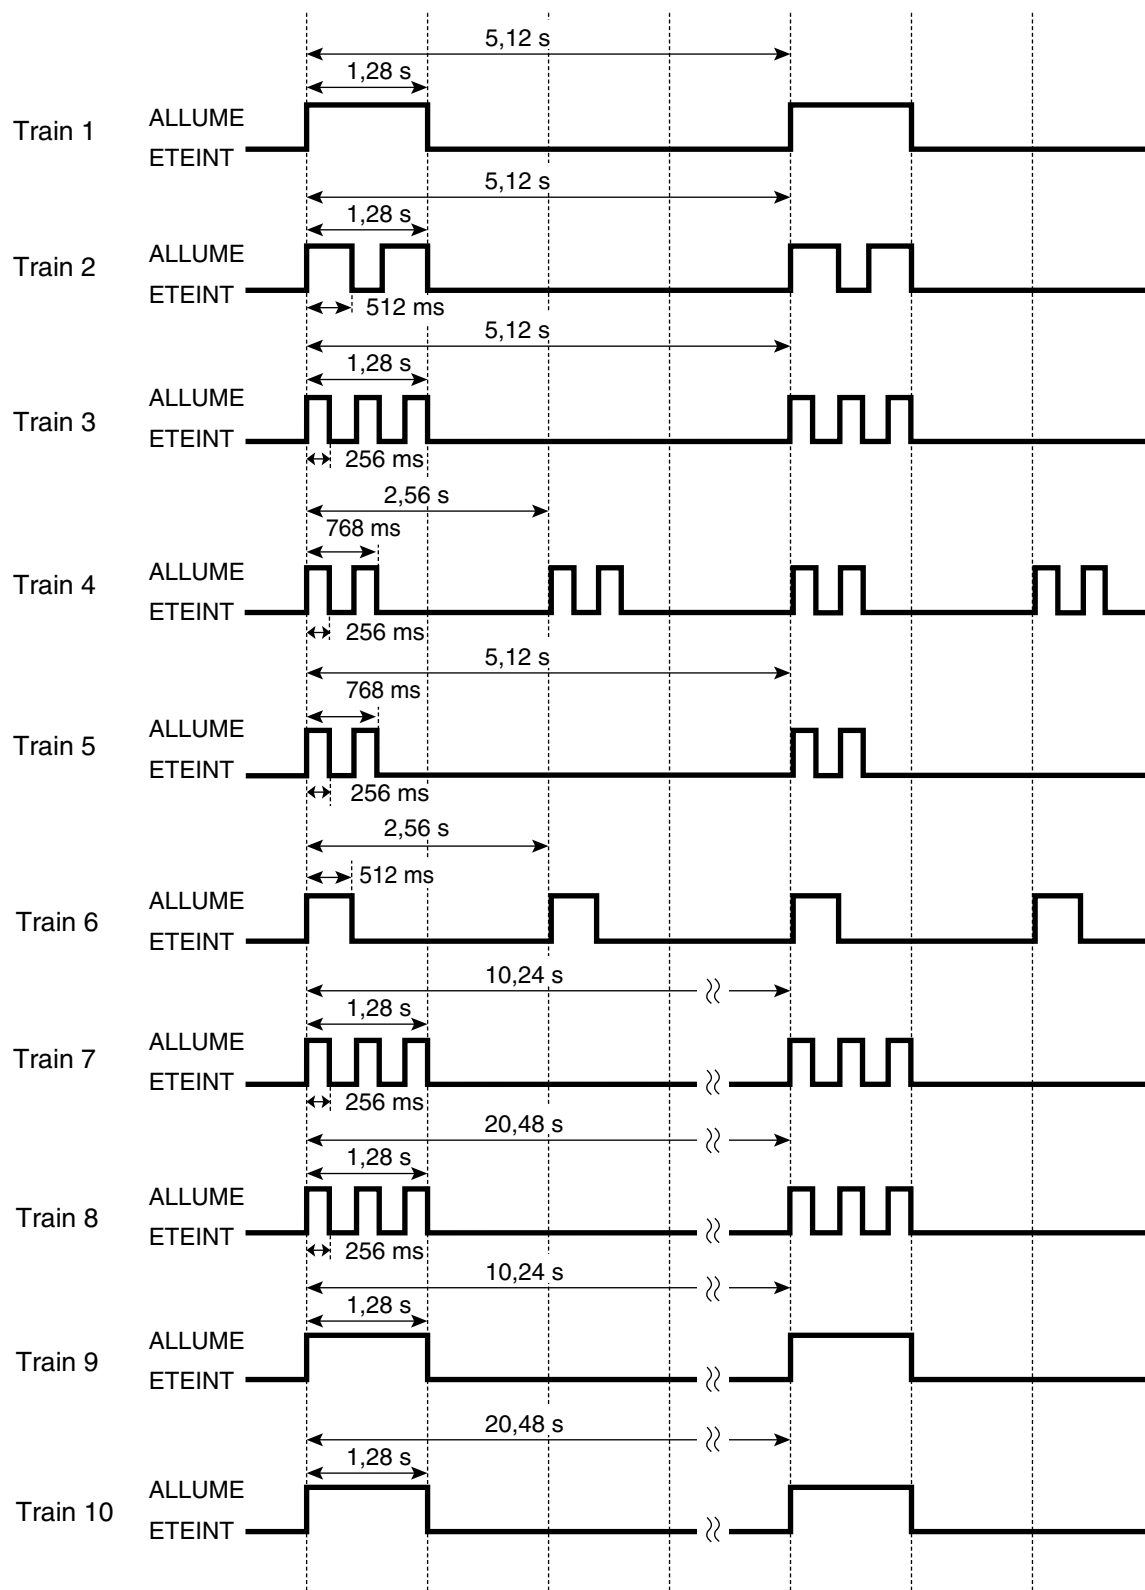 5,12 s
1,28 s
Train 1 ALLUME
ETEINT
5,12 s
1,28 s
Train 2 ALLUME
ETEINT
512 ms
5,12 s
1,28 s
Train 3 ALLUME
ETEINT
256 ms
2,56 s
768 ms
Train 4 ALLUME
ETEINT
256 ms
5,12 s
768 ms
Train 5 ALLUME
ETEINT
256 ms
2,56 s
512 ms
Train 6 ALLUME
ETEINT
10,24 s
1,28 s
Train 7 ALLUME
ETEINT
256 ms
20,48 s
1,28 s
Train 8 ALLUME
ETEINT
256 ms
10,24 s
1,28 s
Train 9 ALLUME
ETEINT
20,48 s
1,28 s
Train 10 ALLUME
ETEINT